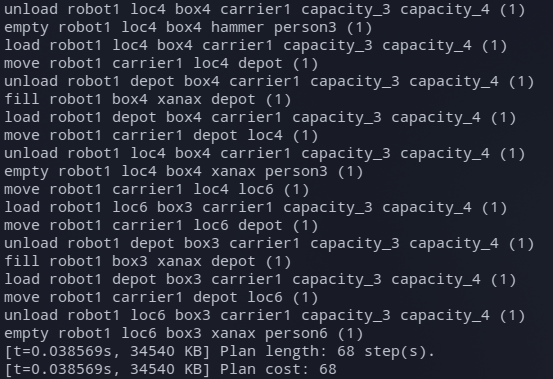 unload robot1 loc4 box4 carrier1 capacity_3 capacity_4 (1)
empty robot1 loc4 box4 hammer person3 (1)
load robot1 loc4 box4 carrier1 capacity_3 capacity_4 (1)
move robot1 carrier1 loc4 depot (1)
unload robot1 depot box4 carrier1 capacity_3 capacity_4 (1)
fill robot1 box4 xanax depot (1)
load robot1 depot box4 carrier1 capacity_3 capacity_4 (1)
move robot1 carrier1 depot loc4 (1)
unload robot1 loc4 box4 carrier1 capacity_3 capacity_4 (1)
empty robot1 loc4 box4 xanax person3 (1)
move robot1 carrier1 loc4 loc6 (1)
load robot1 loc6 box3 carrier1 capacity_3 capacity_4 (1)
move robot1 carrier1 loc6 depot (1)
unload robot1 depot box3 carrier1 capacity_3 capacity_4 (1)
fill robot1 box3 xanax depot (1)
load robot1 depot box3 carrier1 capacity_3 capacity_4 (1)
move robot1 carrier1 depot loc6 (1)
unload robot1 loc6 box3 carrier1 capacity_3 capacity_4 (1)
empty robot1 loc6 box3 xanax person6 (1)
[t=0.038569s, 34540 KB] Plan length: 68 step(s).
[t=0.038569s, 34540 KB] Plan cost: 68